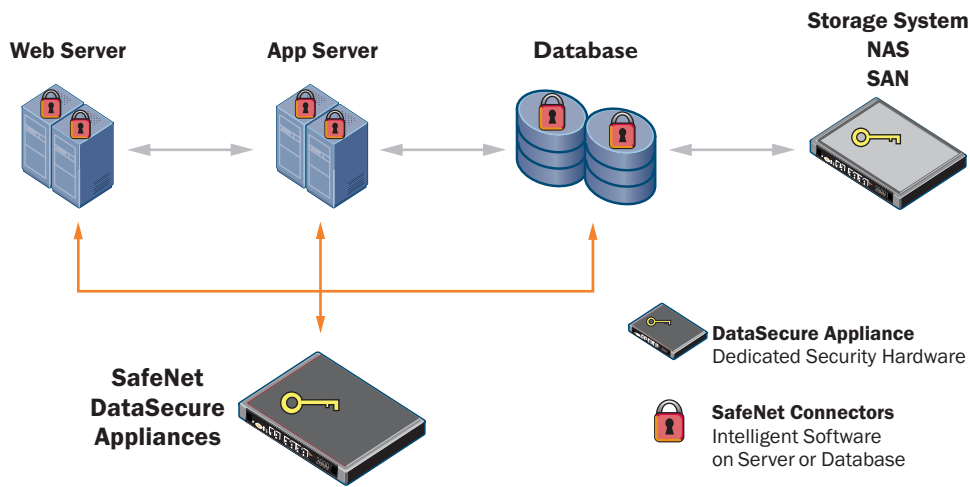 Storage System
NAS
SAN
Web Server
App Server
Database
SafeNet
DataSecure
Appliances
DataSecure Appliance
Dedicated Security Hardware
SafeNet Connectors
Intelligent Software
on Server or Database